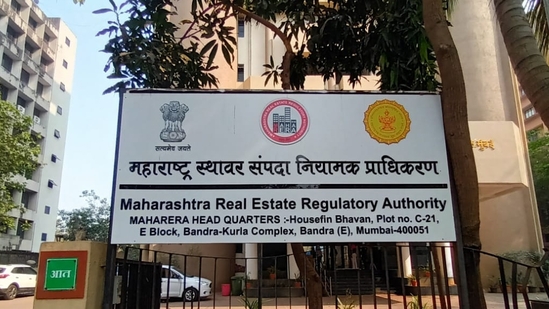 सत्यमेव जयते
महाराष्ट्र स्थावर संपदा नियामक प्राधिकरण
Maharashtra Real Estate Regulatory Authority
MAHARERA HEAD QUARTERS :-Housefin Bhavan, Plot no. C-21,
E Block, Bandra-Kurla Complex, Bandra (E), Mumbai-400051
आत